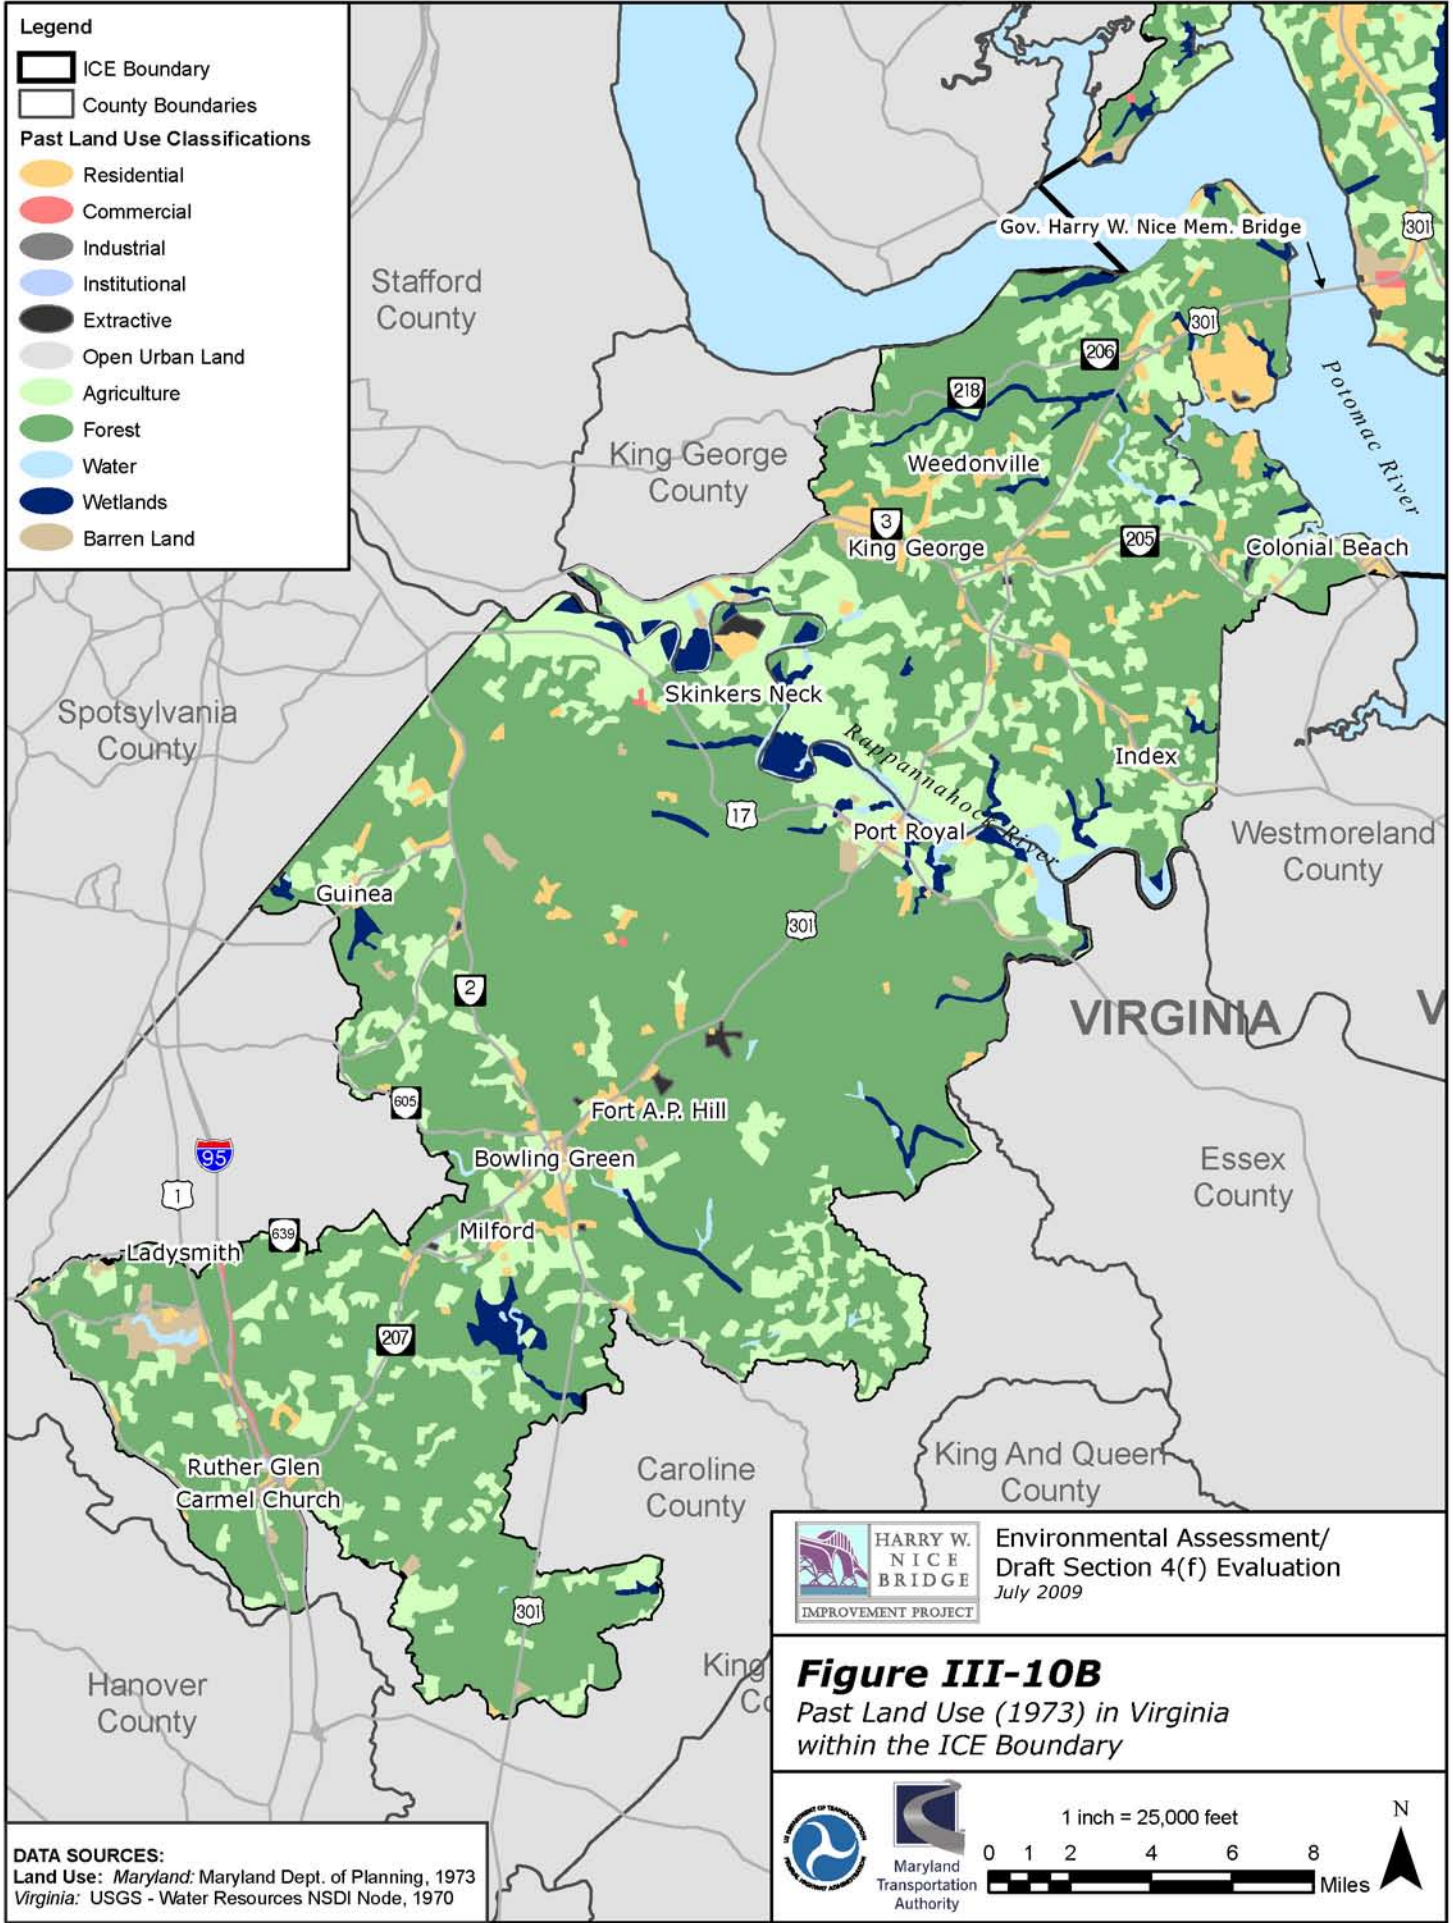 Legend
ICE Boundary
County Boundaries
Past Land Use Classifications
Residential
Commercial
Industrial
Institutional
Extractive
Open Urban Land
Agriculture
Forest
Water
Wetlands
Barren Land
Gov. Harry W. Nice Mem. Bridge
301
Stafford
County
301
206
218
Potomac River
King George
County
Weedonville
3
King George
205
Colonial Beach
Skinkers Neck
Spotsylvania
County
Rappannahock River
Index
17
Port Royal
Westmoreland
County
Guinea
301
2
VIRGINIA
V
605
Fort A.P. Hill
95
Bowling Green
Essex
County
1
Milford
639
Ladysmith
207
Ruther Glen
Carmel Church
Caroline
County
King And Queen
County
301
Hanover
County
King
Co
HARRY W.
NICE
BRIDGE
IMPROVEMENT PROJECT
Environmental Assessment/
Draft Section 4(f) Evaluation
July 2009
Figure III-10B
Past Land Use (1973) in Virginia
within the ICE Boundary
Maryland
Transportation
Authority
1 inch = 25,000 feet
0 1 2 4 6 8
Miles
N
DATA SOURCES:
Land Use: Maryland: Maryland Dept. of Planning, 1973
Virginia: USGS - Water Resources NSDI Node, 1970